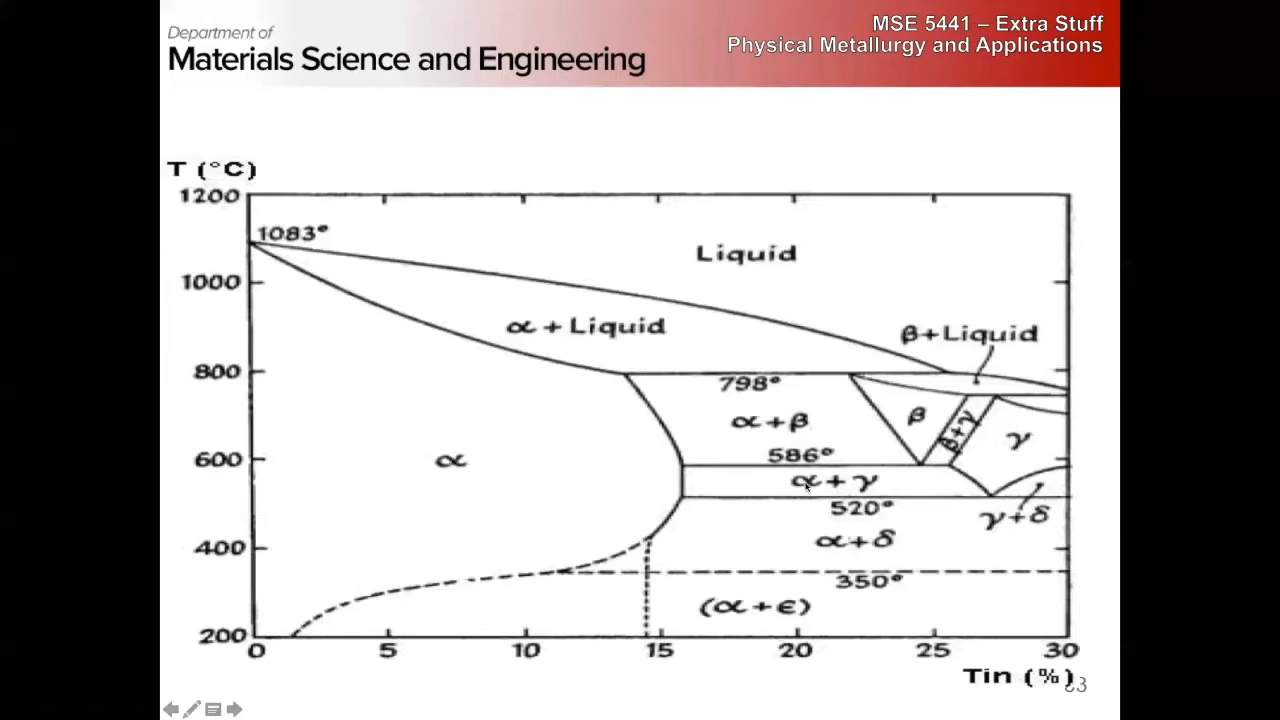 Department of
Materials Science and Engineering
MSE 5441 – Extra Stuff
Physical Metallurgy and Applications
T (°C)
1200
1083°
Liquid
1000
α + Liquid
β+Liquid
800
798°
β
α+β
β+γ
γ
600
586°
α
α+γ
520°
γ+δ
α+δ
400
350°
(α+ϵ)
200
0
5
10
15
20
25
30
Tin (%)